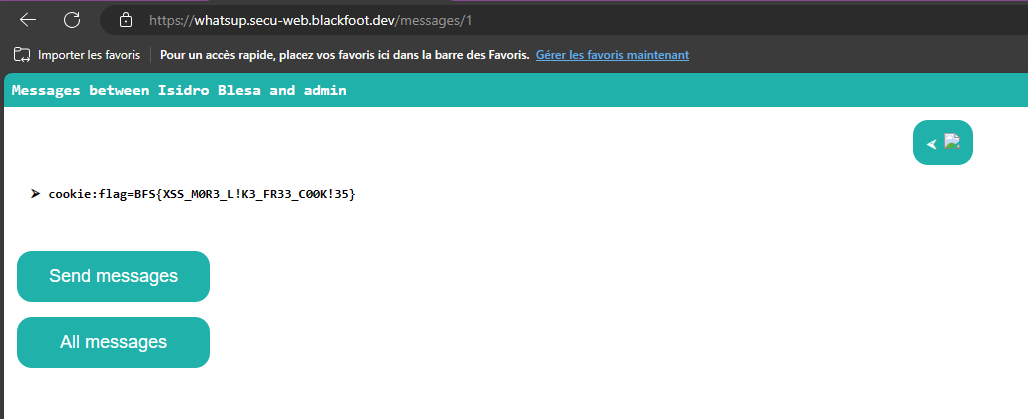 https://whatsup.secu-web.blackfoot.dev/messages/1
Importer les favoris Pour un accès rapide, placez vos favoris ici dans la barre des Favoris. Gérer les favoris maintenant
Messages between Isidro Blesa and admin
cookie:flag=BFS{XSS_M0R3_L!K3_FR33_C00K!35}
Send messages
All messages